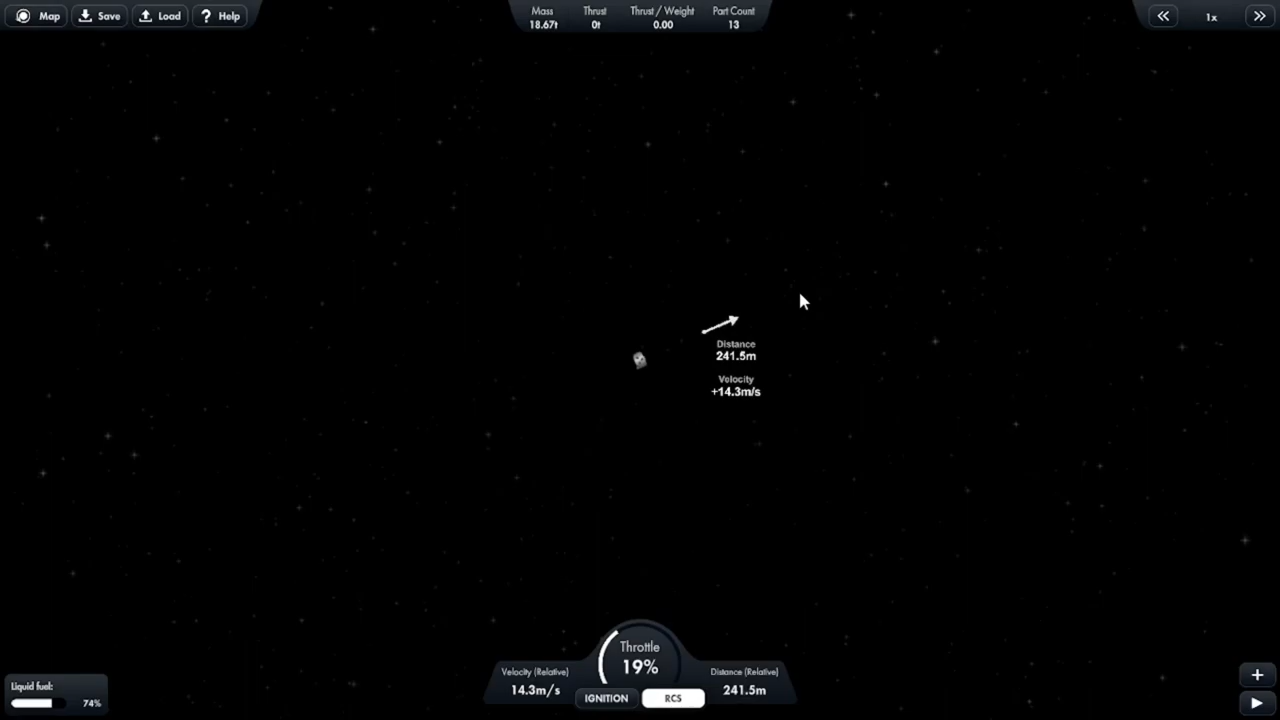 Map Save Load Help
Mass Thrust Thrust / Weight Part Count
18.67t 0t 0.00 13
1x
Distance
241.5m
Velocity
+14.3m/s
Throttle
19%
Velocity (Relative) Distance (Relative)
14.3m/s IGNITION RCS 241.5m
Liquid fuel:
74%